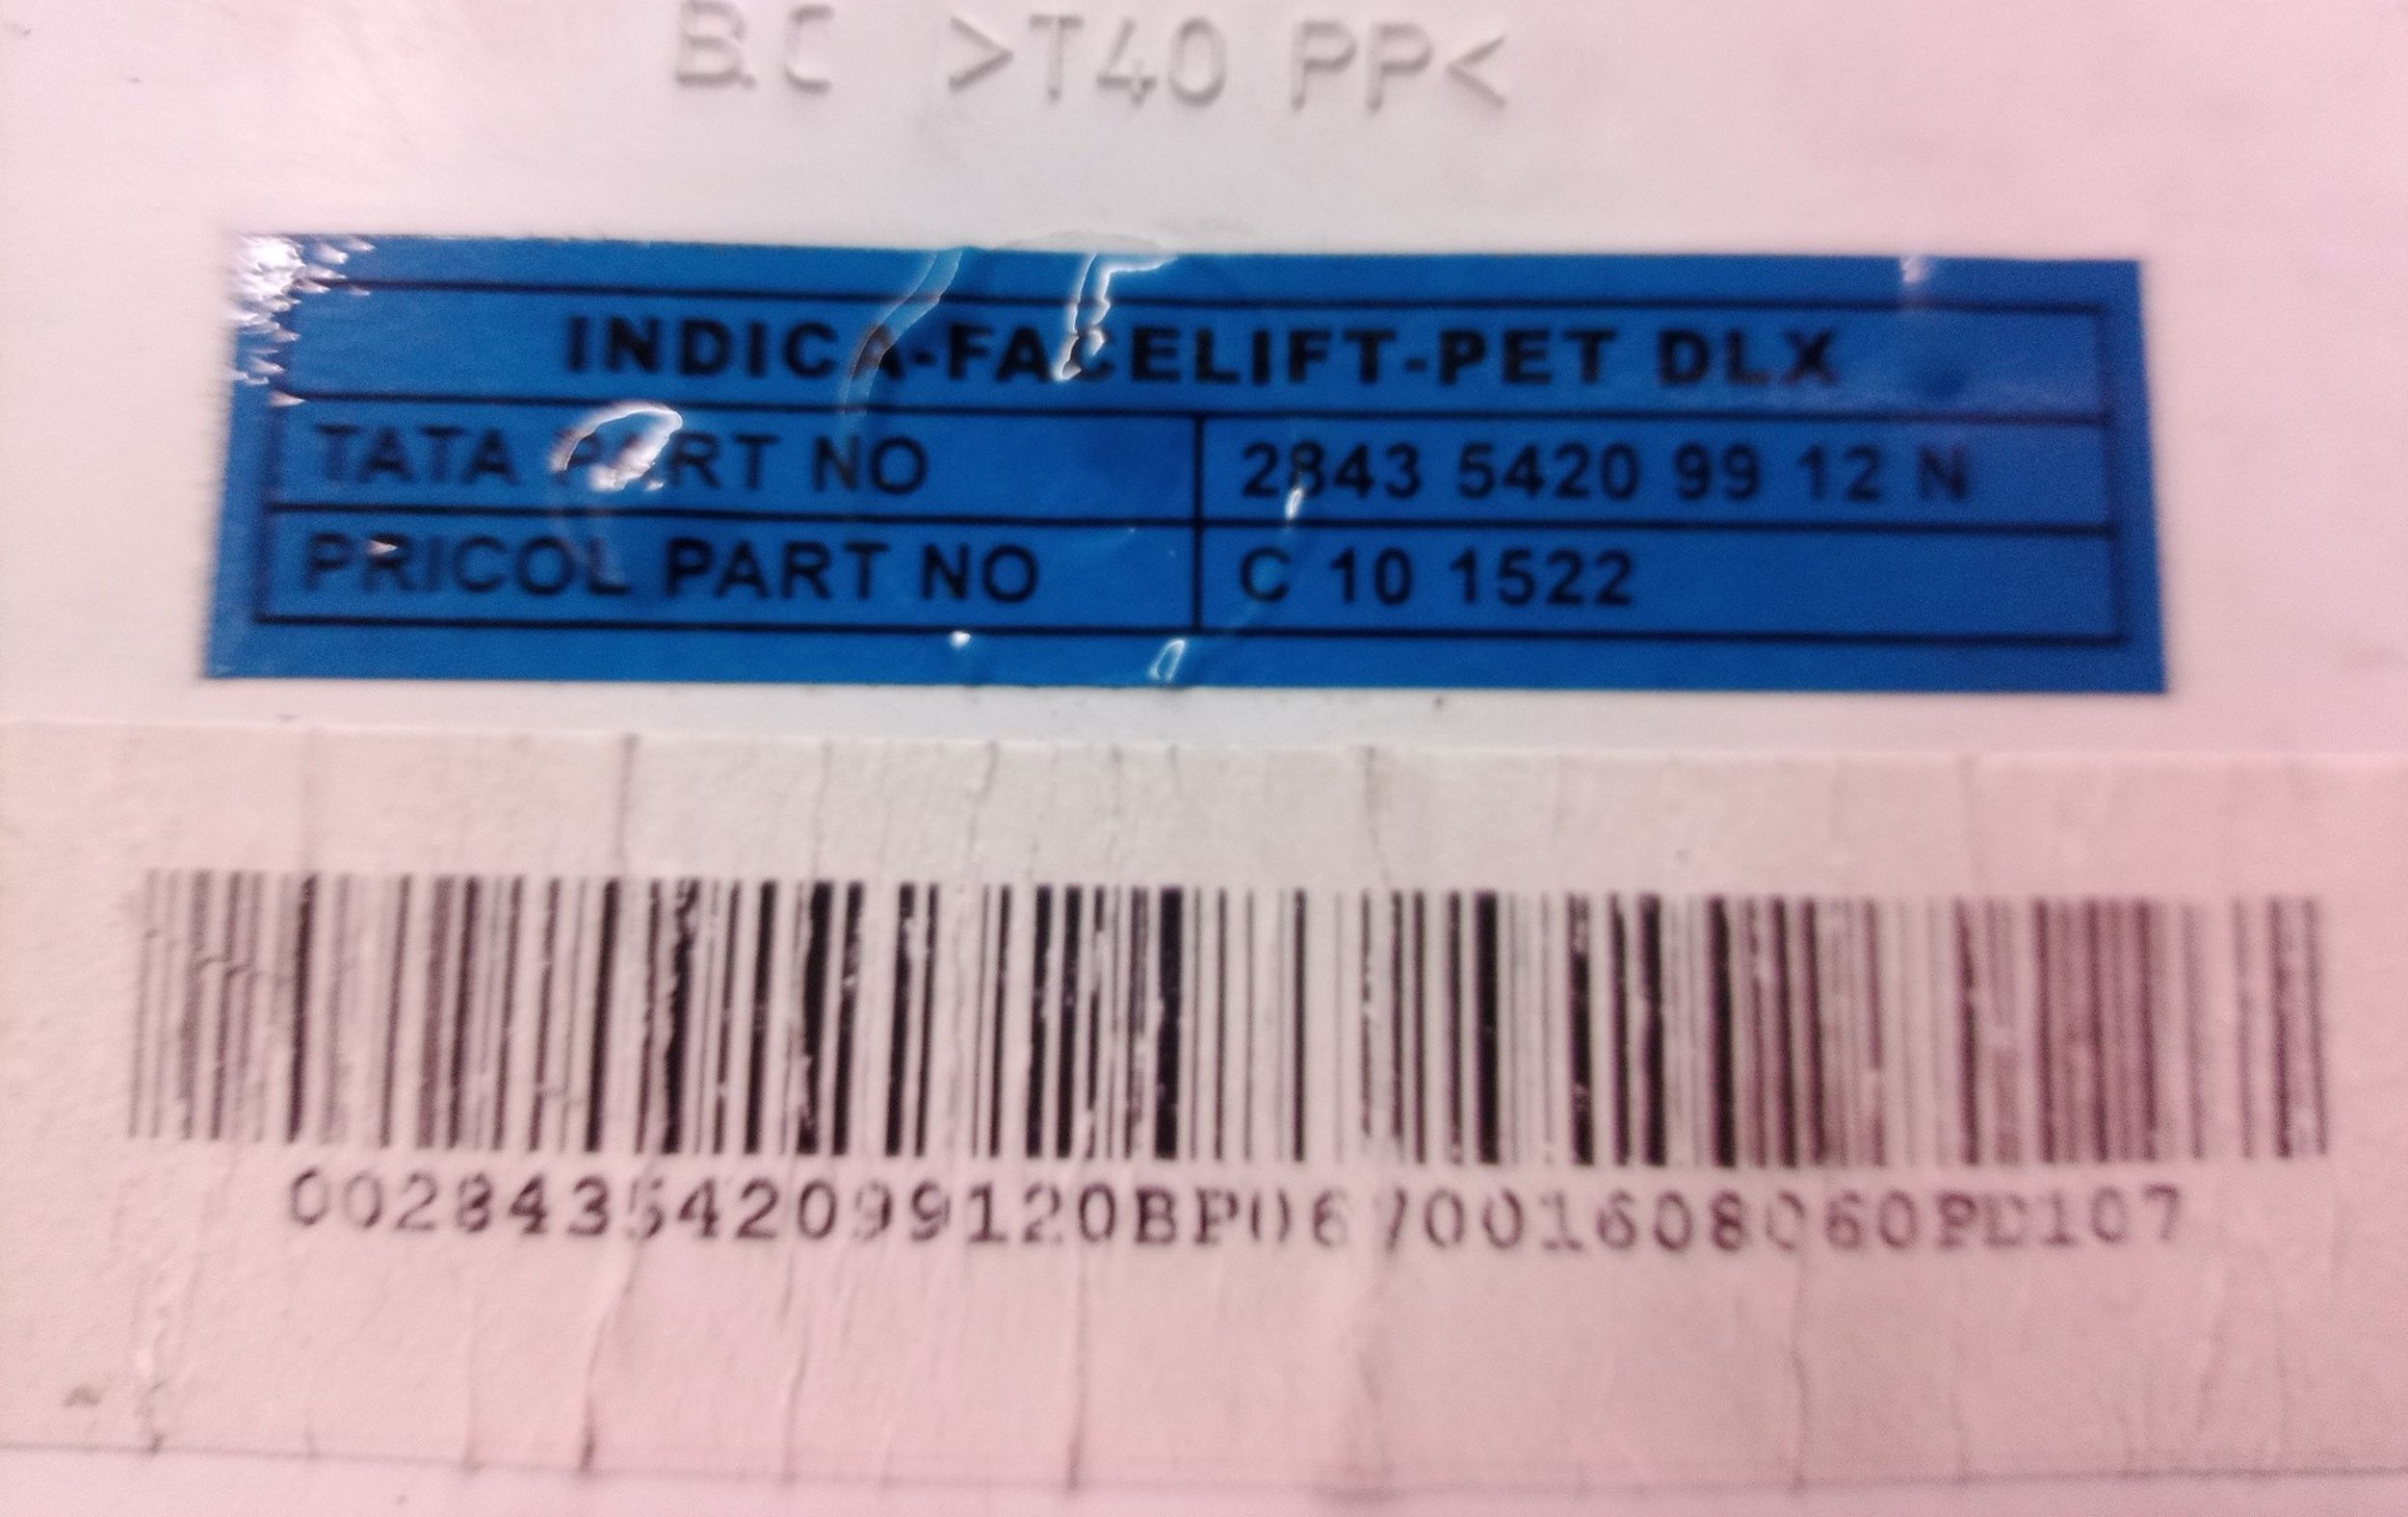 >T40 PP<
INDICA-FACELIFT-PET DLX
TATA PART NO 2843 5420 99 12 N
PRICOL PART NO C 10 1522